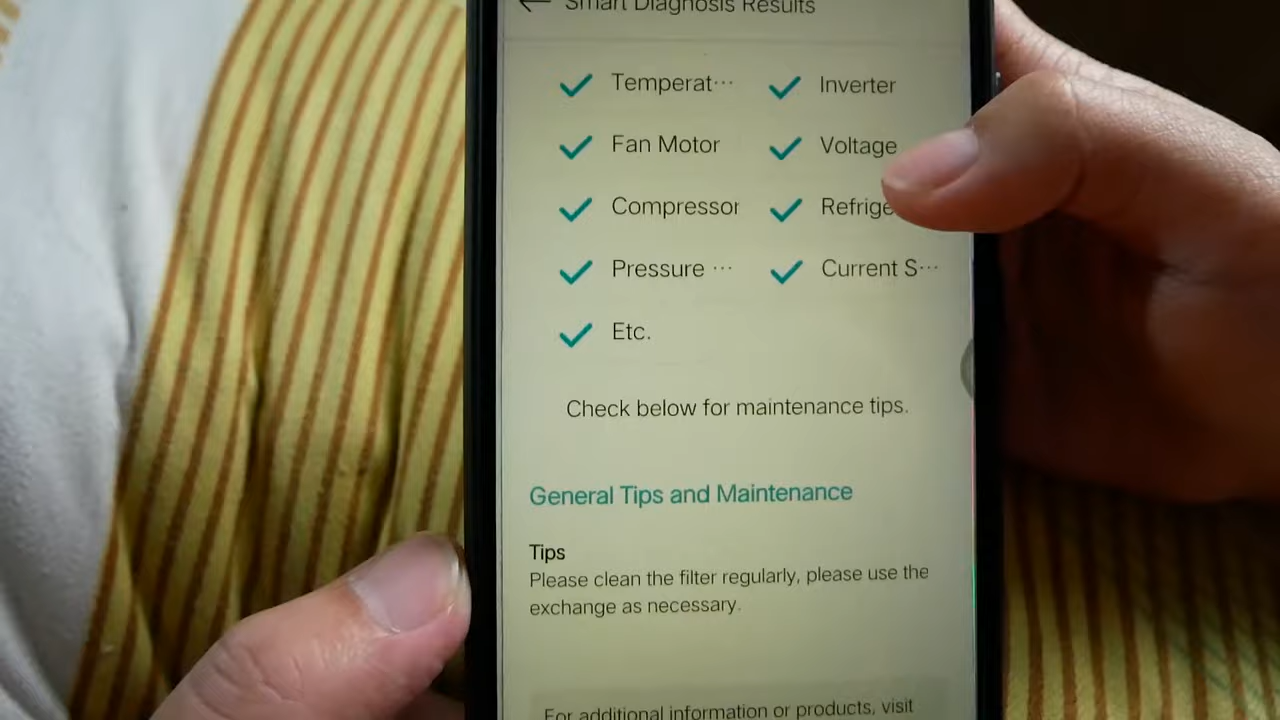 Smart Diagnosis Results
Temperat...
Inverter
Fan Motor
Voltage
Compressor
Refrige
Pressure ...
Current S...
Etc.
Check below for maintenance tips.
General Tips and Maintenance
Tips
Please clean the filter regularly, please use the
exchange as necessary.
For additional information or products, visit